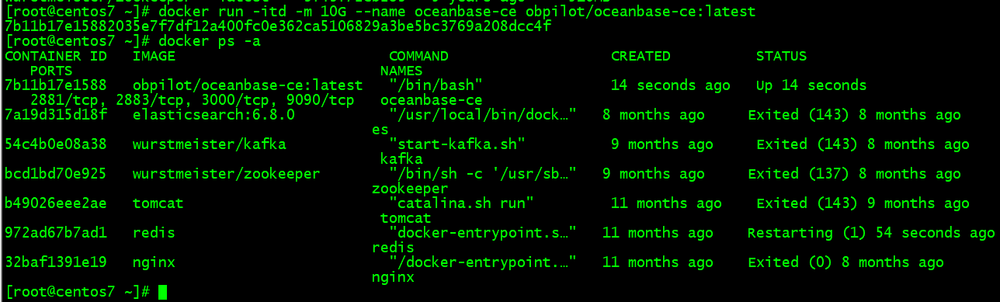 [root@centos7 ~]# docker run -itd -m 10G --name oceanbase-ce obpilot/oceanbase-ce:latest
7b11b17e15882035e7f7df12a400fc0e362ca5106829a3be5bc3769a208dcc4f
[root@centos7 ~]# docker ps -a
CONTAINER ID   IMAGE                         COMMAND                   CREATED          STATUS
   PORTS                                    NAMES
7b11b17e1588   obpilot/oceanbase-ce:latest   "/bin/bash"               14 seconds ago   Up 14 seconds
   2881/tcp, 2883/tcp, 3000/tcp, 9090/tcp   oceanbase-ce
7a19d315d18f   elasticsearch:6.8.0           "/usr/local/bin/dock…"   8 months ago     Exited (143) 8 months ago
                                            es
54c4b0e08a38   wurstmeister/kafka            "start-kafka.sh"          9 months ago     Exited (143) 8 months ago
                                            kafka
bcd1bd70e925   wurstmeister/zookeeper        "/bin/sh -c '/usr/sb…"   9 months ago     Exited (137) 8 months ago
                                            zookeeper
b49026eee2ae   tomcat                        "catalina.sh run"         11 months ago    Exited (143) 9 months ago
                                            tomcat
972ad67b7ad1   redis                         "docker-entrypoint.s…"   11 months ago    Restarting (1) 54 seconds ago
                                            redis
32baf1391e19   nginx                         "/docker-entrypoint.…"   11 months ago    Exited (0) 8 months ago
                                            nginx
[root@centos7 ~]#